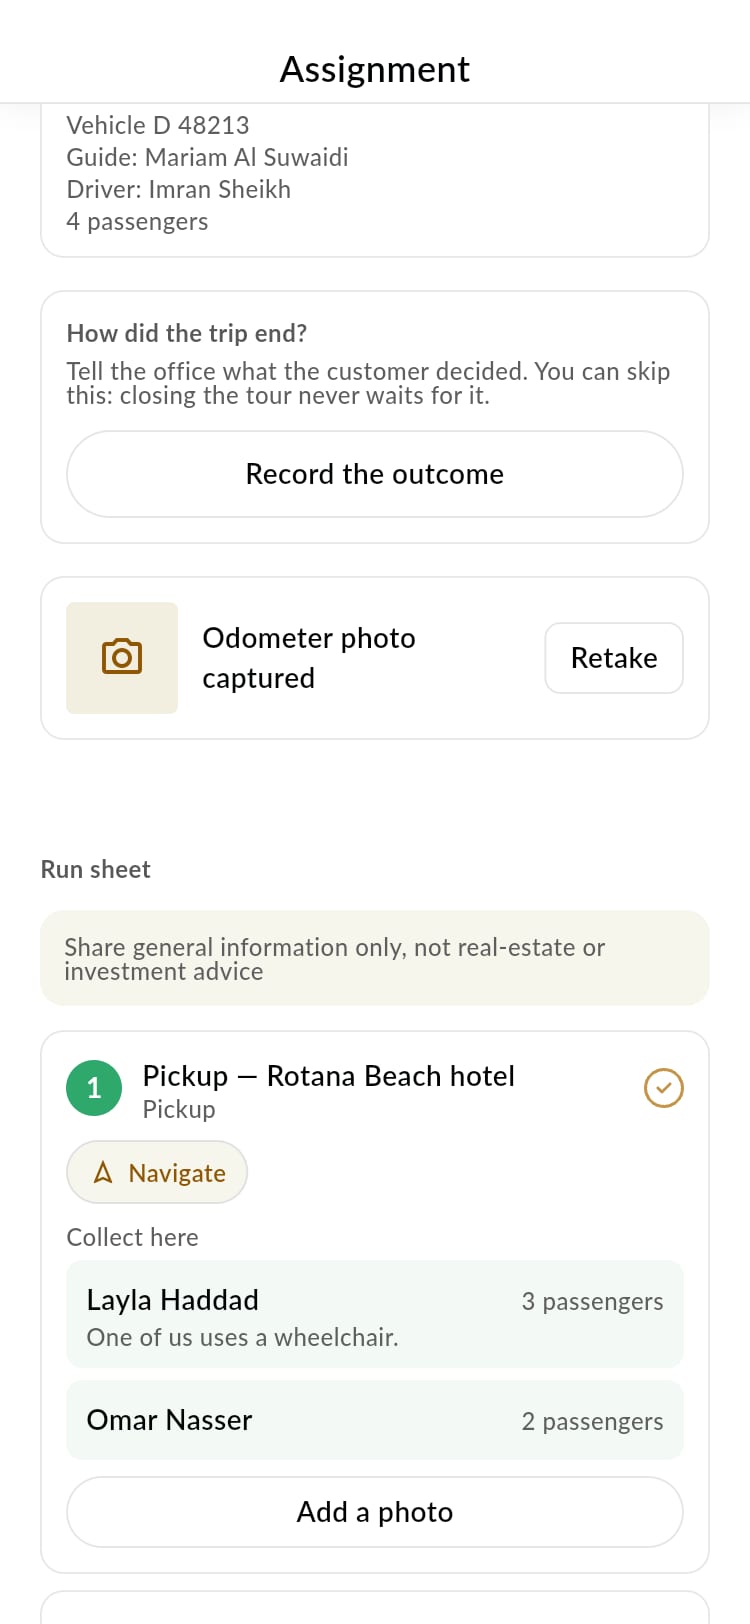 Assignment
Vehicle D 48213
Guide: Mariam Al Suwaidi
Driver: Imran Sheikh
4 passengers
How did the trip end?
Tell the office what the customer decided. You can skip
this: closing the tour never waits for it.
Record the outcome
Odometer photo
captured
Retake
Run sheet
Share general information only, not real-estate or
investment advice
1
Pickup — Rotana Beach hotel
Pickup
Navigate
Collect here
Layla Haddad
3 passengers
One of us uses a wheelchair.
Omar Nasser
2 passengers
Add a photo